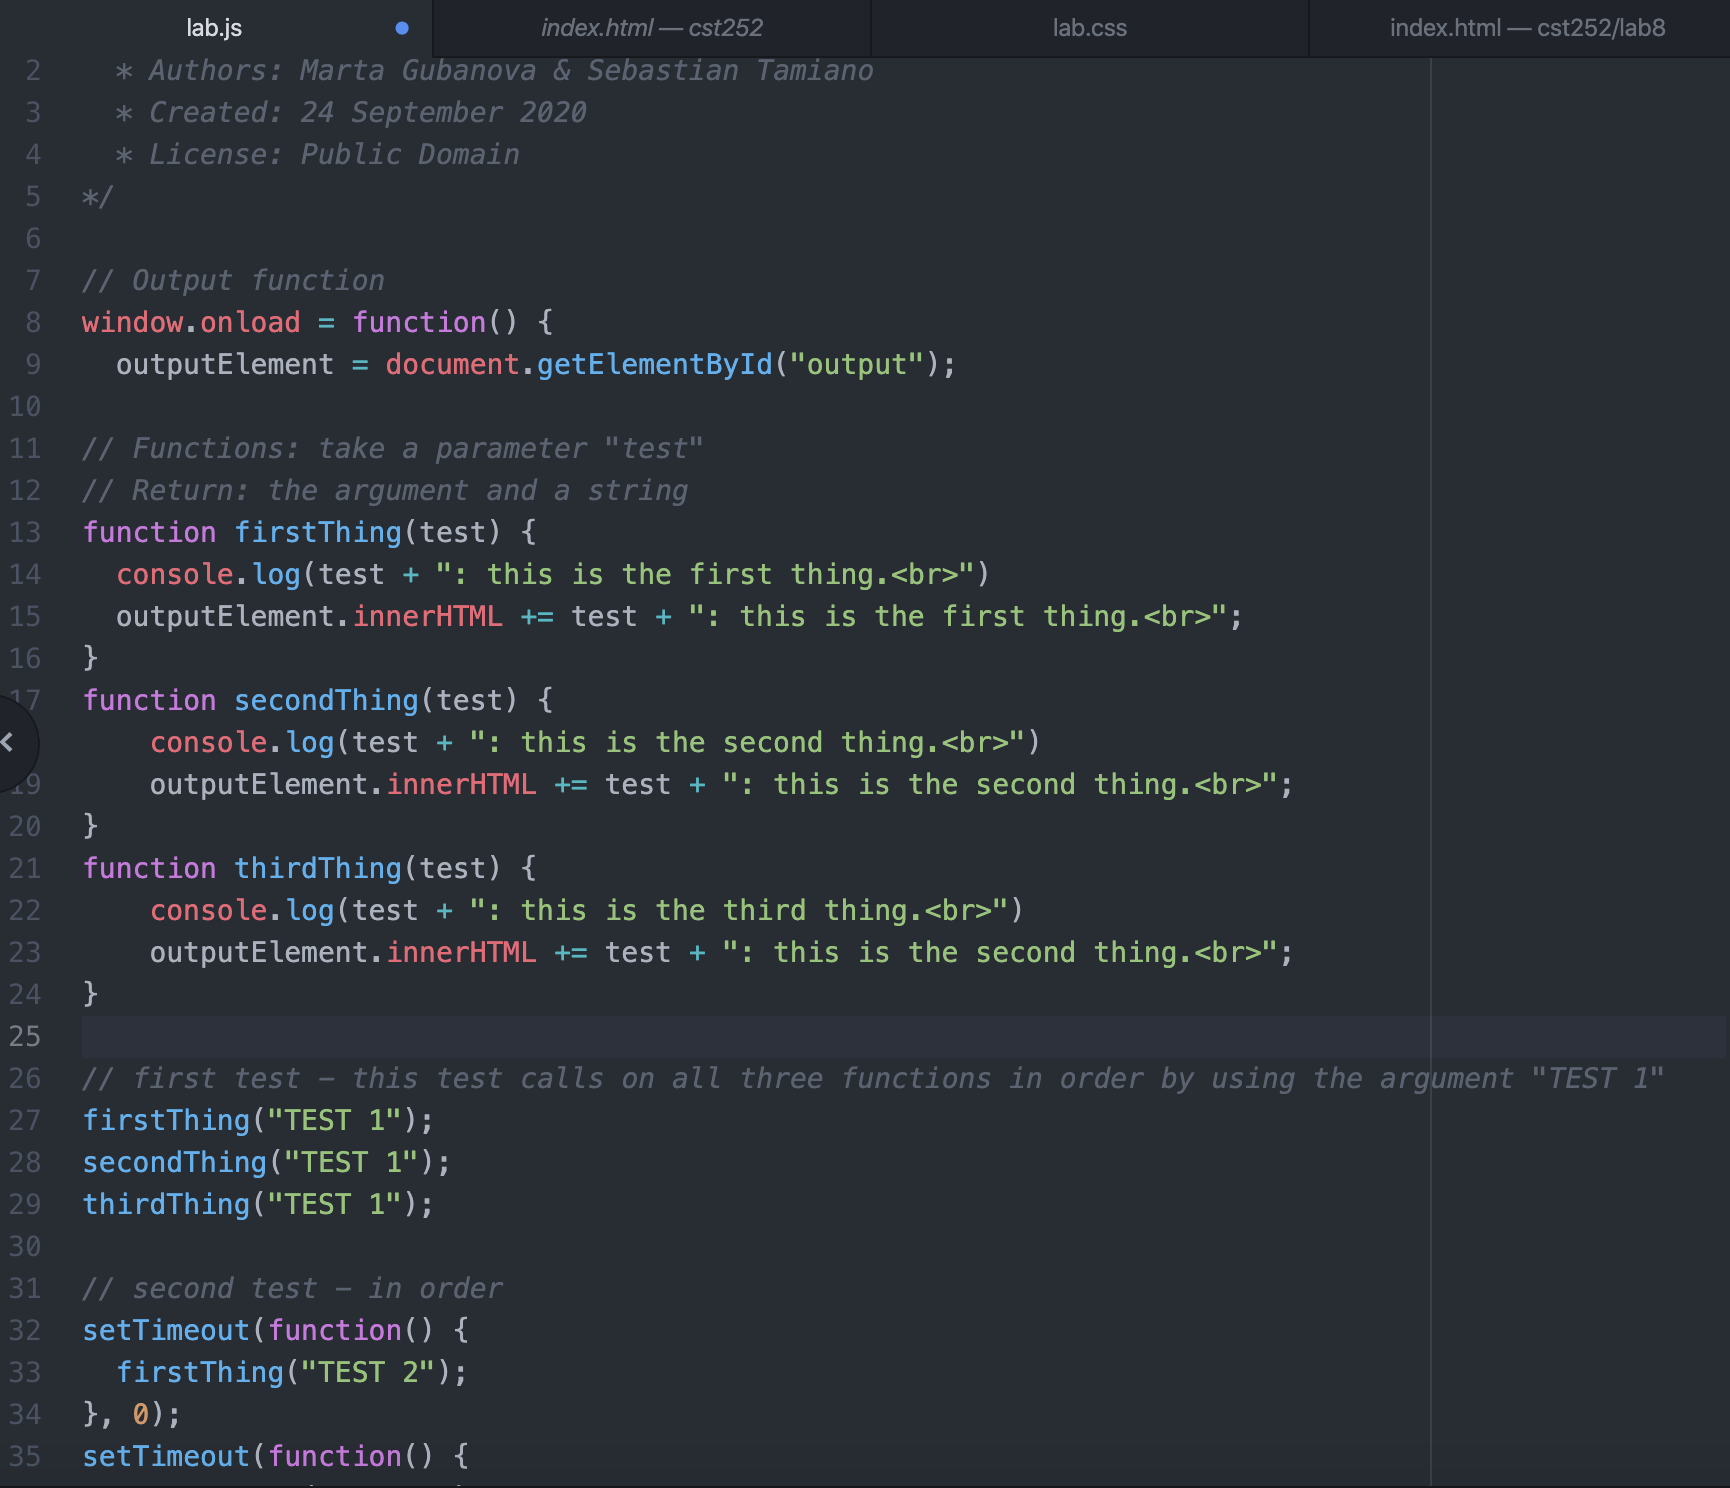 lab.js index.html — cst252 lab.css index.html — cst252/lab8
2 * Authors: Marta Gubanova & Sebastian Tamiano
3 * Created: 24 September 2020
4 * License: Public Domain
5 */
6
7 // Output function
8 window.onload = function() {
9 outputElement = document.getElementById("output");
10
11 // Functions: take a parameter "test"
12 // Return: the argument and a string
13 function firstThing(test) {
14 console.log(test + ": this is the first thing.<br>")
15 outputElement.innerHTML += test + ": this is the first thing.<br>";
16 }
17 function secondThing(test) {
console.log(test + ": this is the second thing.<br>")
19 outputElement.innerHTML += test + ": this is the second thing.<br>";
20 }
21 function thirdThing(test) {
22 console.log(test + ": this is the third thing.<br>")
23 outputElement.innerHTML += test + ": this is the second thing.<br>";
24 }
25
26 // first test – this test calls on all three functions in order by using the argument "TEST 1"
27 firstThing("TEST 1");
28 secondThing("TEST 1");
29 thirdThing("TEST 1");
30
31 // second test – in order
32 setTimeout(function() {
33 firstThing("TEST 2");
34 }, 0);
35 setTimeout(function() {